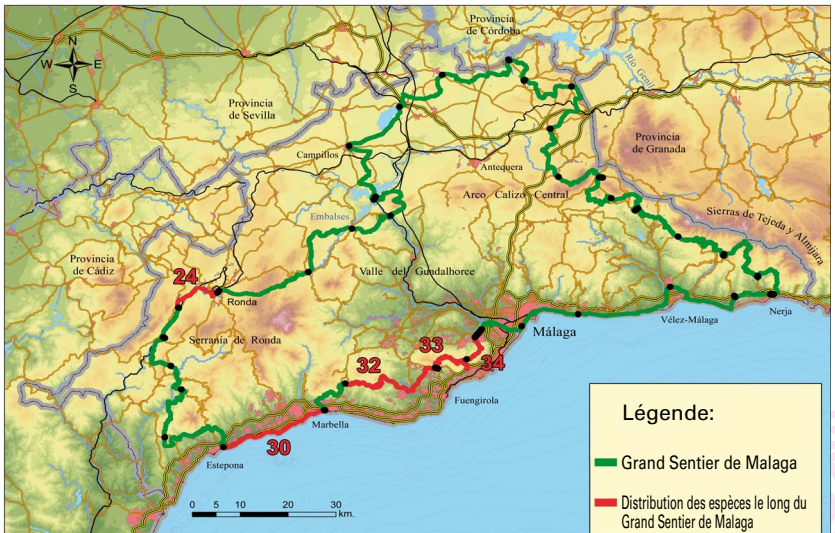 Provincia
de Córdoba
N
W E
S
Río Genil
Provincia
de Sevilla
Provincia
de Granada
Campillos
Antequera
Arco Calizo Central
Sierras de Tejeda y Almijara
Embalses
Provincia
de Cádiz
24
Valle del Guadalhorce
Ronda
Nerja
Vélez-Málaga
Málaga
Serranía de Ronda
33
32
34
Fuengirola
Marbella
30
Estepona
0 5 10 20 30
km.
Légende:
Grand Sentier de Malaga
Distribution des espèces le long du
Grand Sentier de Malaga